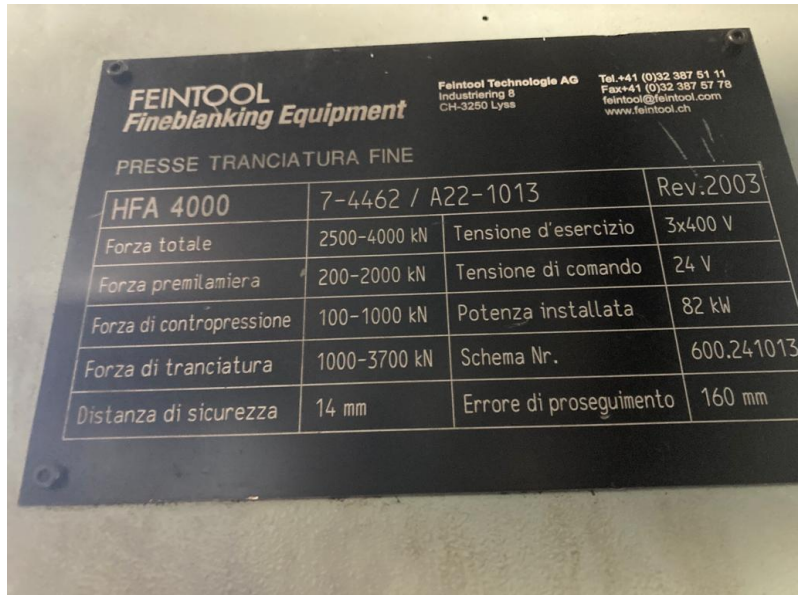 FEINTOOL
Fineblanking Equipment
Feintool Technologie AG
Industriering 8
CH-3250 Lyss
Tel.+41 (0)32 387 51 11
Fax+41 (0)32 387 57 78
feintool@feintool.com
www.feintool.ch
PRESSE TRANCIATURA FINE
HFA 4000 7-4462 / A22-1013 Rev.2003
Forza totale 2500-4000 kN Tensione d'esercizio 3x400 V
Forza premilamiera 200-2000 kN Tensione di comando 24 V
Forza di contropressione 100-1000 kN Potenza installata 82 kW
Forza di tranciatura 1000-3700 kN Schema Nr. 600.241013
Distanza di sicurezza 14 mm Errore di proseguimento 160 mm